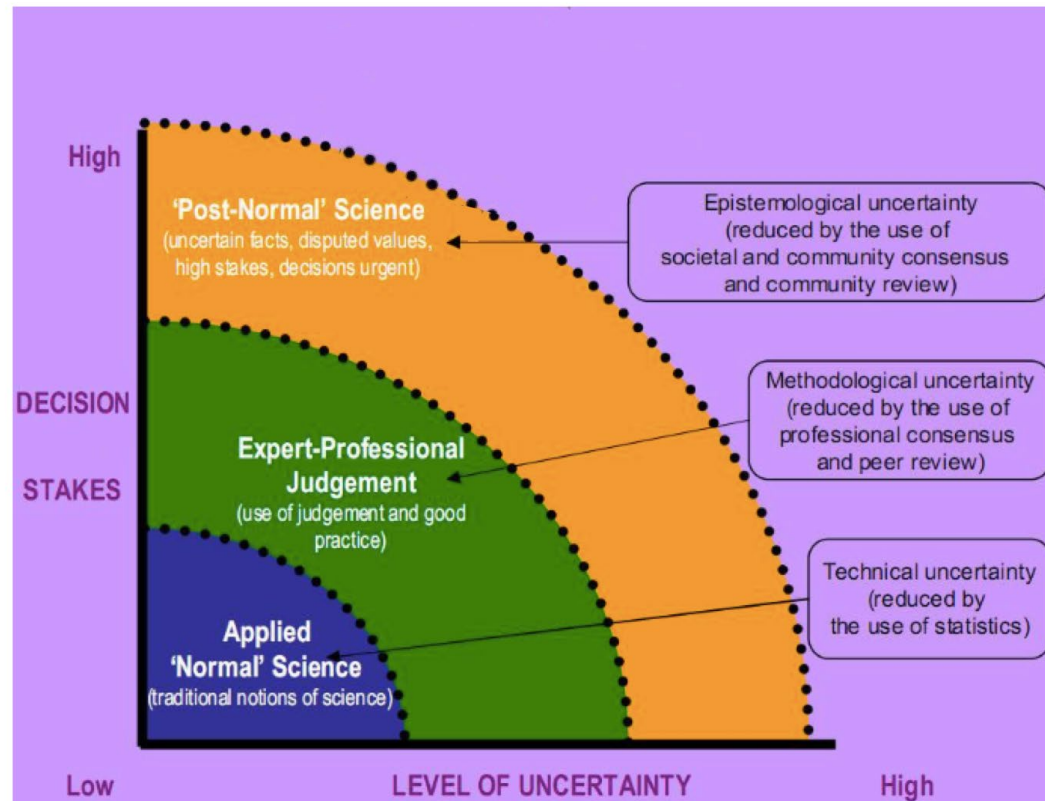 High
'Post-Normal' Science
(uncertain facts, disputed values,
high stakes, decisions urgent)
Epistemological uncertainty
(reduced by the use of
societal and community consensus
and community review)
DECISION
STAKES
Expert-Professional
Judgement
(use of judgement and good
practice)
Methodological uncertainty
(reduced by the use of
professional consensus
and peer review)
Applied
'Normal' Science
(traditional notions of science)
Technical uncertainty
(reduced by
the use of statistics)
Low
LEVEL OF UNCERTAINTY
High